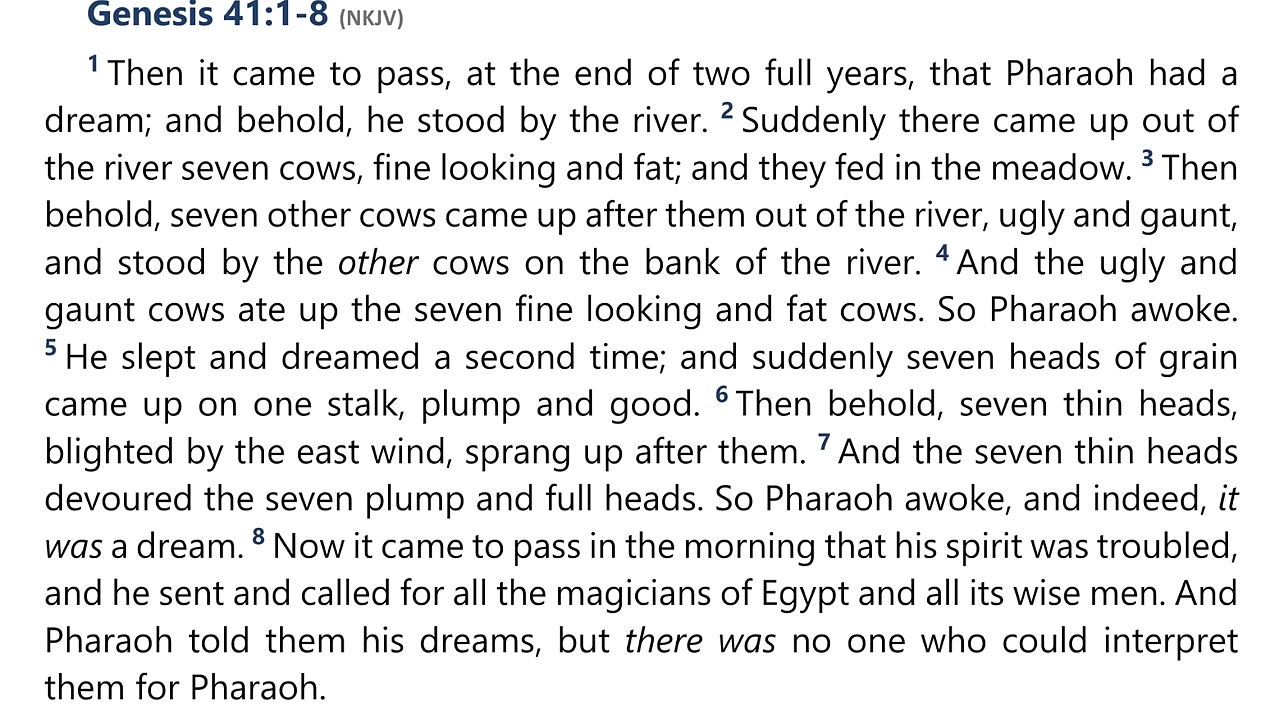 Genesis 41:1-8 (NKJV)
1 Then it came to pass, at the end of two full years, that Pharaoh had a
dream; and behold, he stood by the river. 2 Suddenly there came up out of
the river seven cows, fine looking and fat; and they fed in the meadow. 3 Then
behold, seven other cows came up after them out of the river, ugly and gaunt,
and stood by the other cows on the bank of the river. 4 And the ugly and
gaunt cows ate up the seven fine looking and fat cows. So Pharaoh awoke.
5 He slept and dreamed a second time; and suddenly seven heads of grain
came up on one stalk, plump and good. 6 Then behold, seven thin heads,
blighted by the east wind, sprang up after them. 7 And the seven thin heads
devoured the seven plump and full heads. So Pharaoh awoke, and indeed, it
was a dream. 8 Now it came to pass in the morning that his spirit was troubled,
and he sent and called for all the magicians of Egypt and all its wise men. And
Pharaoh told them his dreams, but there was no one who could interpret
them for Pharaoh.